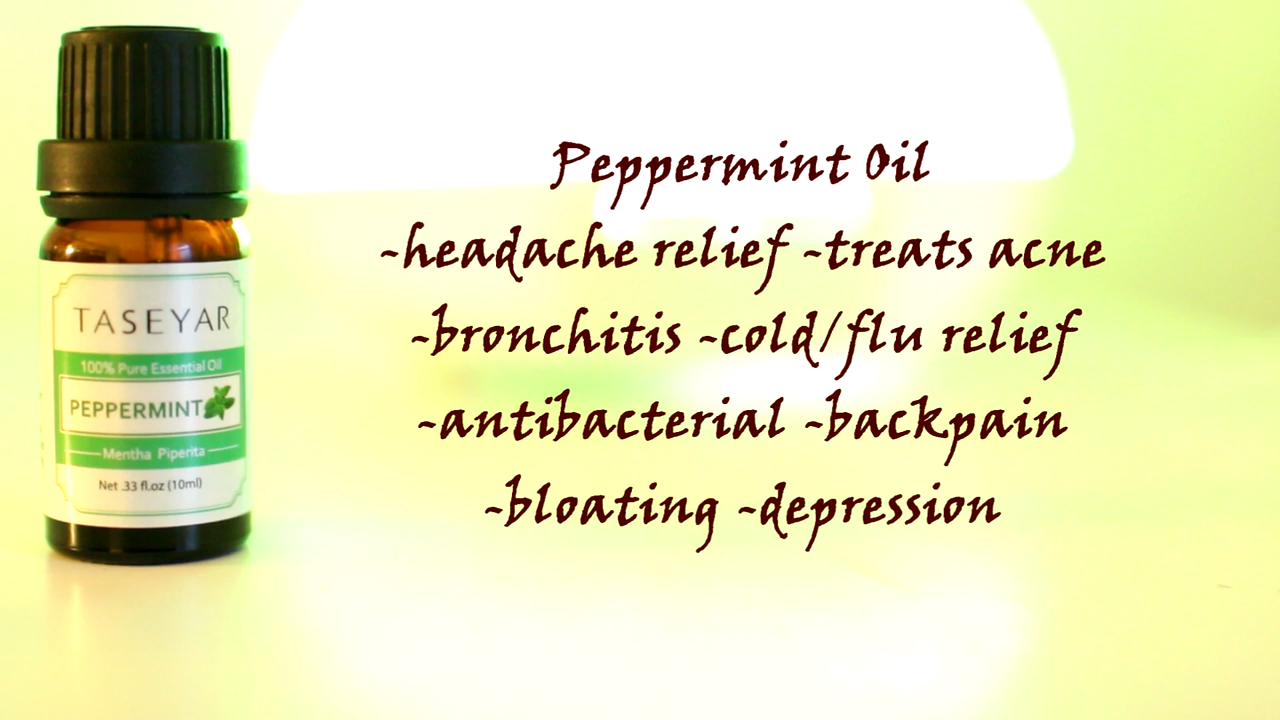 TASEYAR
100% Pure Essential Oil
PEPPERMINT
Mentha Piperita
Net .33 fl.oz (10ml)
Peppermint Oil
-headache relief -treats acne
-bronchitis -cold/flu relief
-antibacterial -backpain
-bloating -depression